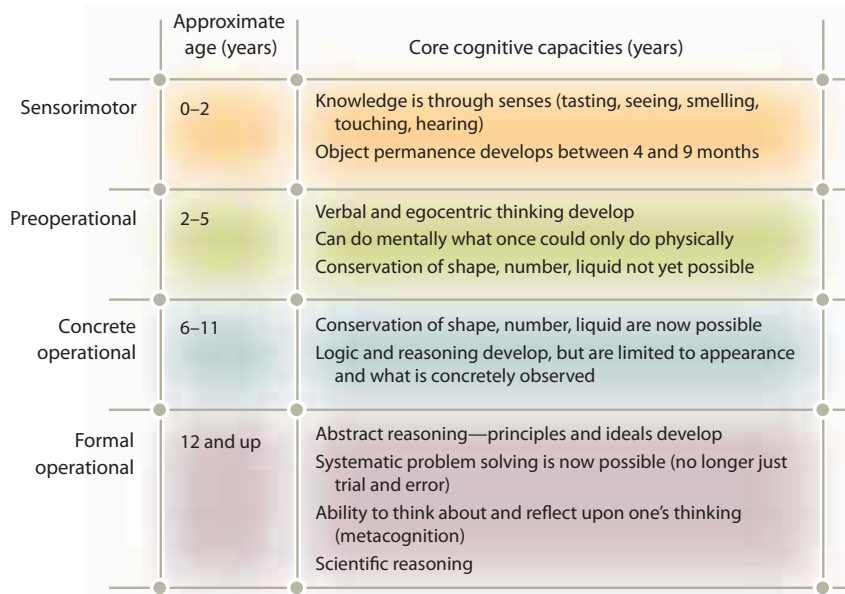 Approximate
age (years)
Core cognitive capacities (years)
Sensorimotor
0–2
Knowledge is through senses (tasting, seeing, smelling,
touching, hearing)
Object permanence develops between 4 and 9 months
Preoperational
2–5
Verbal and egocentric thinking develop
Can do mentally what once could only do physically
Conservation of shape, number, liquid not yet possible
Concrete
operational
6–11
Conservation of shape, number, liquid are now possible
Logic and reasoning develop, but are limited to appearance
and what is concretely observed
Formal
operational
12 and up
Abstract reasoning—principles and ideals develop
Systematic problem solving is now possible (no longer just
trial and error)
Ability to think about and reflect upon one’s thinking
(metacognition)
Scientific reasoning